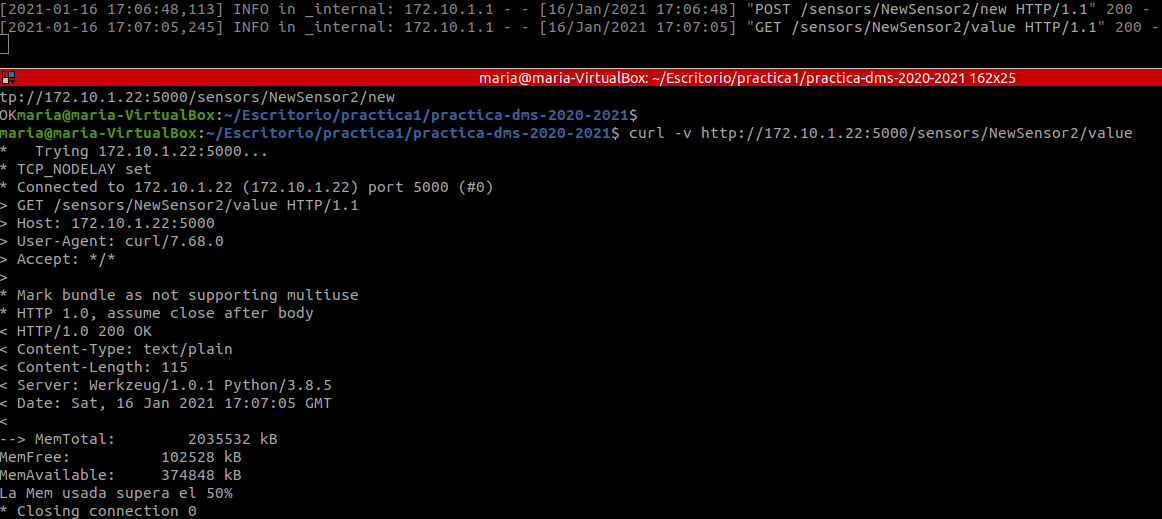 [2021-01-16 17:06:48,113] INFO in _internal: 172.10.1.1 - - [16/Jan/2021 17:06:48] "POST /sensors/NewSensor2/new HTTP/1.1" 200 -
[2021-01-16 17:07:05,245] INFO in _internal: 172.10.1.1 - - [16/Jan/2021 17:07:05] "GET /sensors/NewSensor2/value HTTP/1.1" 200 -
maria@maria-VirtualBox: ~/Escritorio/practica1/practica-dms-2020-2021 162x25
tp://172.10.1.22:5000/sensors/NewSensor2/new
OKmaria@maria-VirtualBox:~/Escritorio/practica1/practica-dms-2020-2021$
maria@maria-VirtualBox:~/Escritorio/practica1/practica-dms-2020-2021$ curl -v http://172.10.1.22:5000/sensors/NewSensor2/value
*   Trying 172.10.1.22:5000...
* TCP_NODELAY set
* Connected to 172.10.1.22 (172.10.1.22) port 5000 (#0)
> GET /sensors/NewSensor2/value HTTP/1.1
> Host: 172.10.1.22:5000
> User-Agent: curl/7.68.0
> Accept: */*
>
* Mark bundle as not supporting multiuse
* HTTP 1.0, assume close after body
< HTTP/1.0 200 OK
< Content-Type: text/plain
< Content-Length: 115
< Server: Werkzeug/1.0.1 Python/3.8.5
< Date: Sat, 16 Jan 2021 17:07:05 GMT
<
--> MemTotal:        2035532 kB
MemFree:          102528 kB
MemAvailable:     374848 kB
La Mem usada supera el 50%
* Closing connection 0